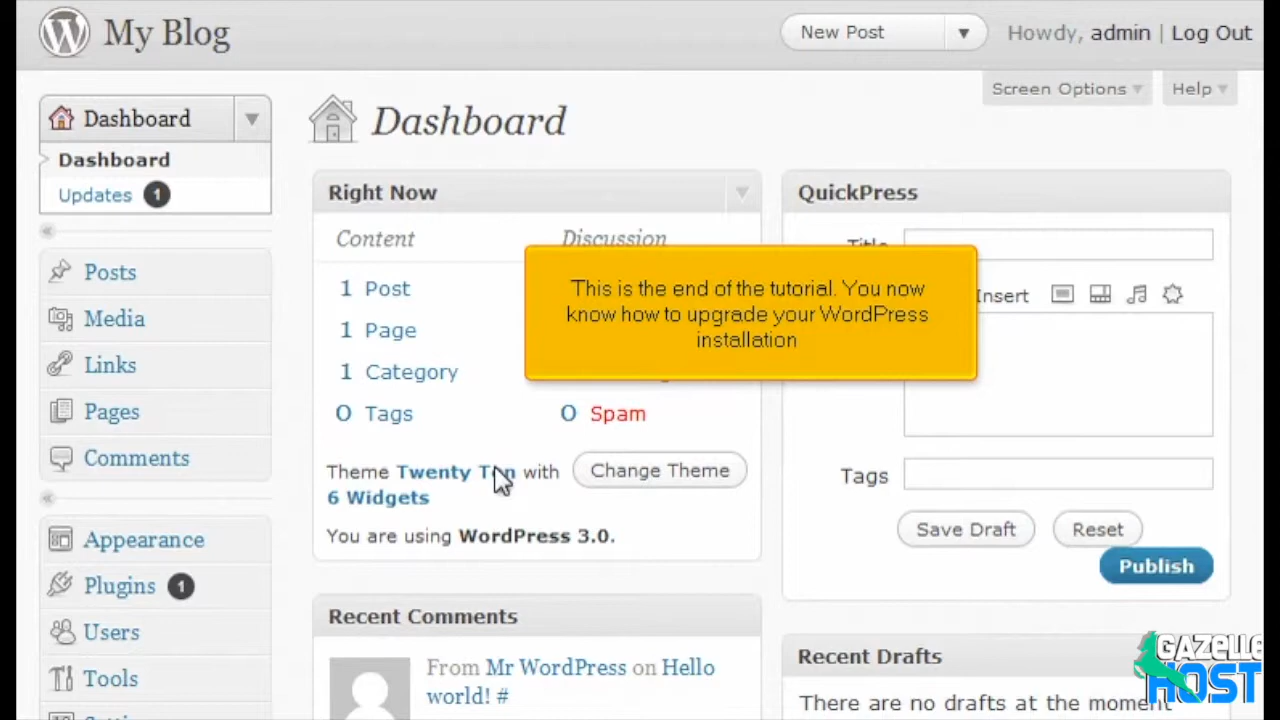 My Blog
New Post
Howdy, admin | Log Out
Screen Options
Help
Dashboard
Dashboard
Updates 1
Posts
Media
Links
Pages
Comments
Appearance
Plugins 1
Users
Tools
Dashboard
Right Now
Content
Discussion
1 Post
1 Page
1 Category
0 Tags
0 Spam
Theme Twenty Ten with
6 Widgets
Change Theme
You are using WordPress 3.0.
Recent Comments
From Mr WordPress on Hello
world! #
This is the end of the tutorial. You now
know how to upgrade your WordPress
installation
QuickPress
Title
Insert
Tags
Save Draft
Reset
Publish
Recent Drafts
There are no drafts at the moment
GAZELLE
HOST